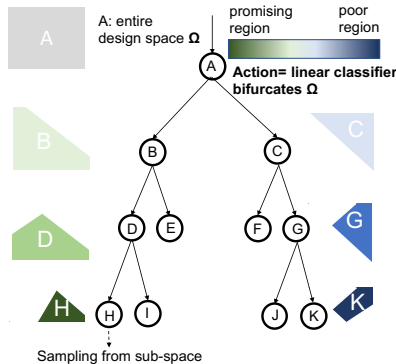 A
A: entire
design space Ω
promising
region
poor
region
A
Action= linear classifier
bifurcates Ω
B
B
C
C
D
D
E
F
G
G
H
H
I
J
K
K
Sampling from sub-space